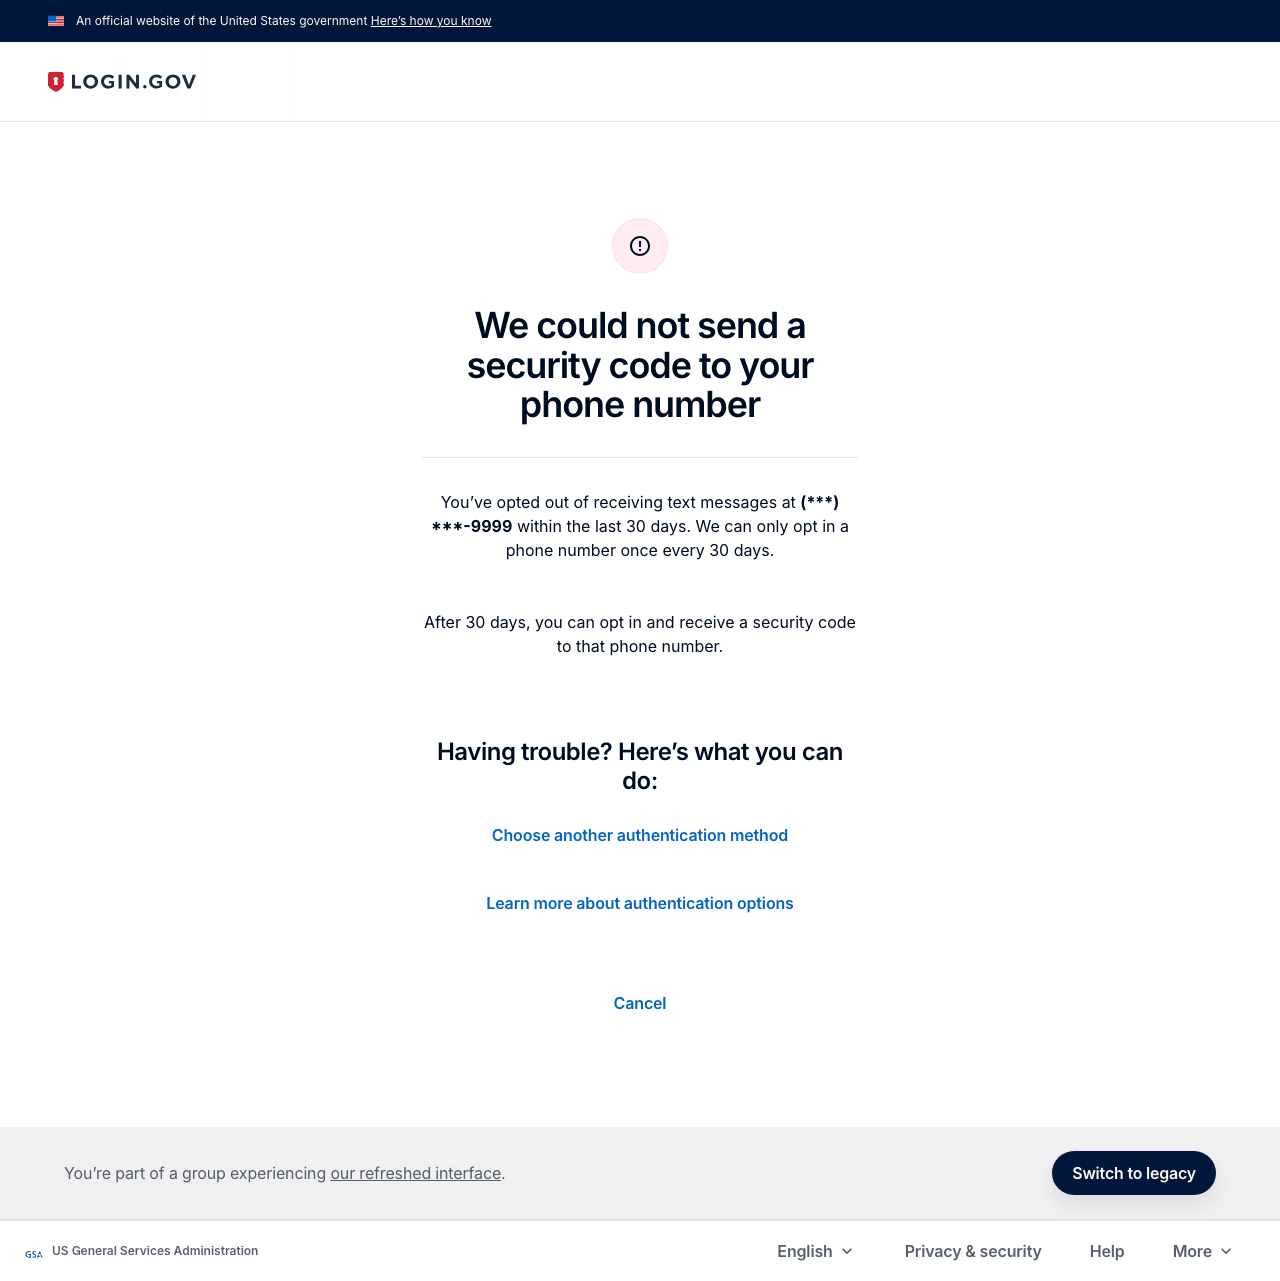 An official website of the United States government Here’s how you know
LOGIN.GOV
We could not send a
security code to your
phone number
You’ve opted out of receiving text messages at (***)
***-9999 within the last 30 days. We can only opt in a
phone number once every 30 days.
After 30 days, you can opt in and receive a security code
to that phone number.
Having trouble? Here’s what you can
do:
Choose another authentication method
Learn more about authentication options
Cancel
You’re part of a group experiencing our refreshed interface.
Switch to legacy
GSA US General Services Administration
English
Privacy & security
Help
More